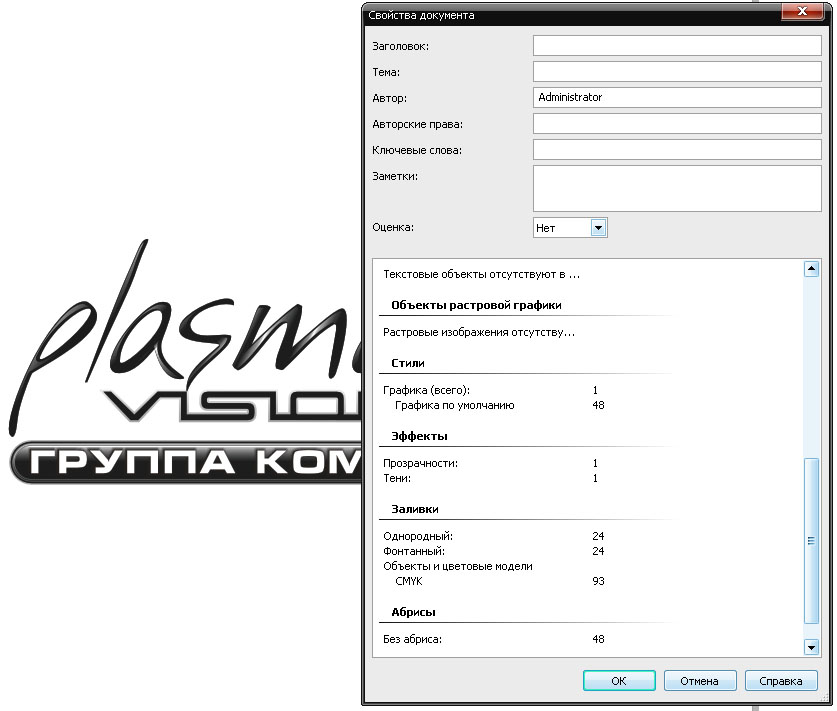 Свойства документа
Заголовок:
Тема:
Автор: Administrator
Авторские права:
Ключевые слова:
Заметки:
Оценка: Нет
Текстовые объекты отсутствуют в ...
Объекты растровой графики
Растровые изображения отсутству...
Стили
Графика (всего): 1
Графика по умолчанию 48
Эффекты
Прозрачности: 1
Тени: 1
Заливки
Однородный: 24
Фонтанный: 24
Объекты и цветовые модели
CMYK 93
Абрисы
Без абриса: 48
OK Отмена Справка
plasm
VISIO
ГРУППА КОМ